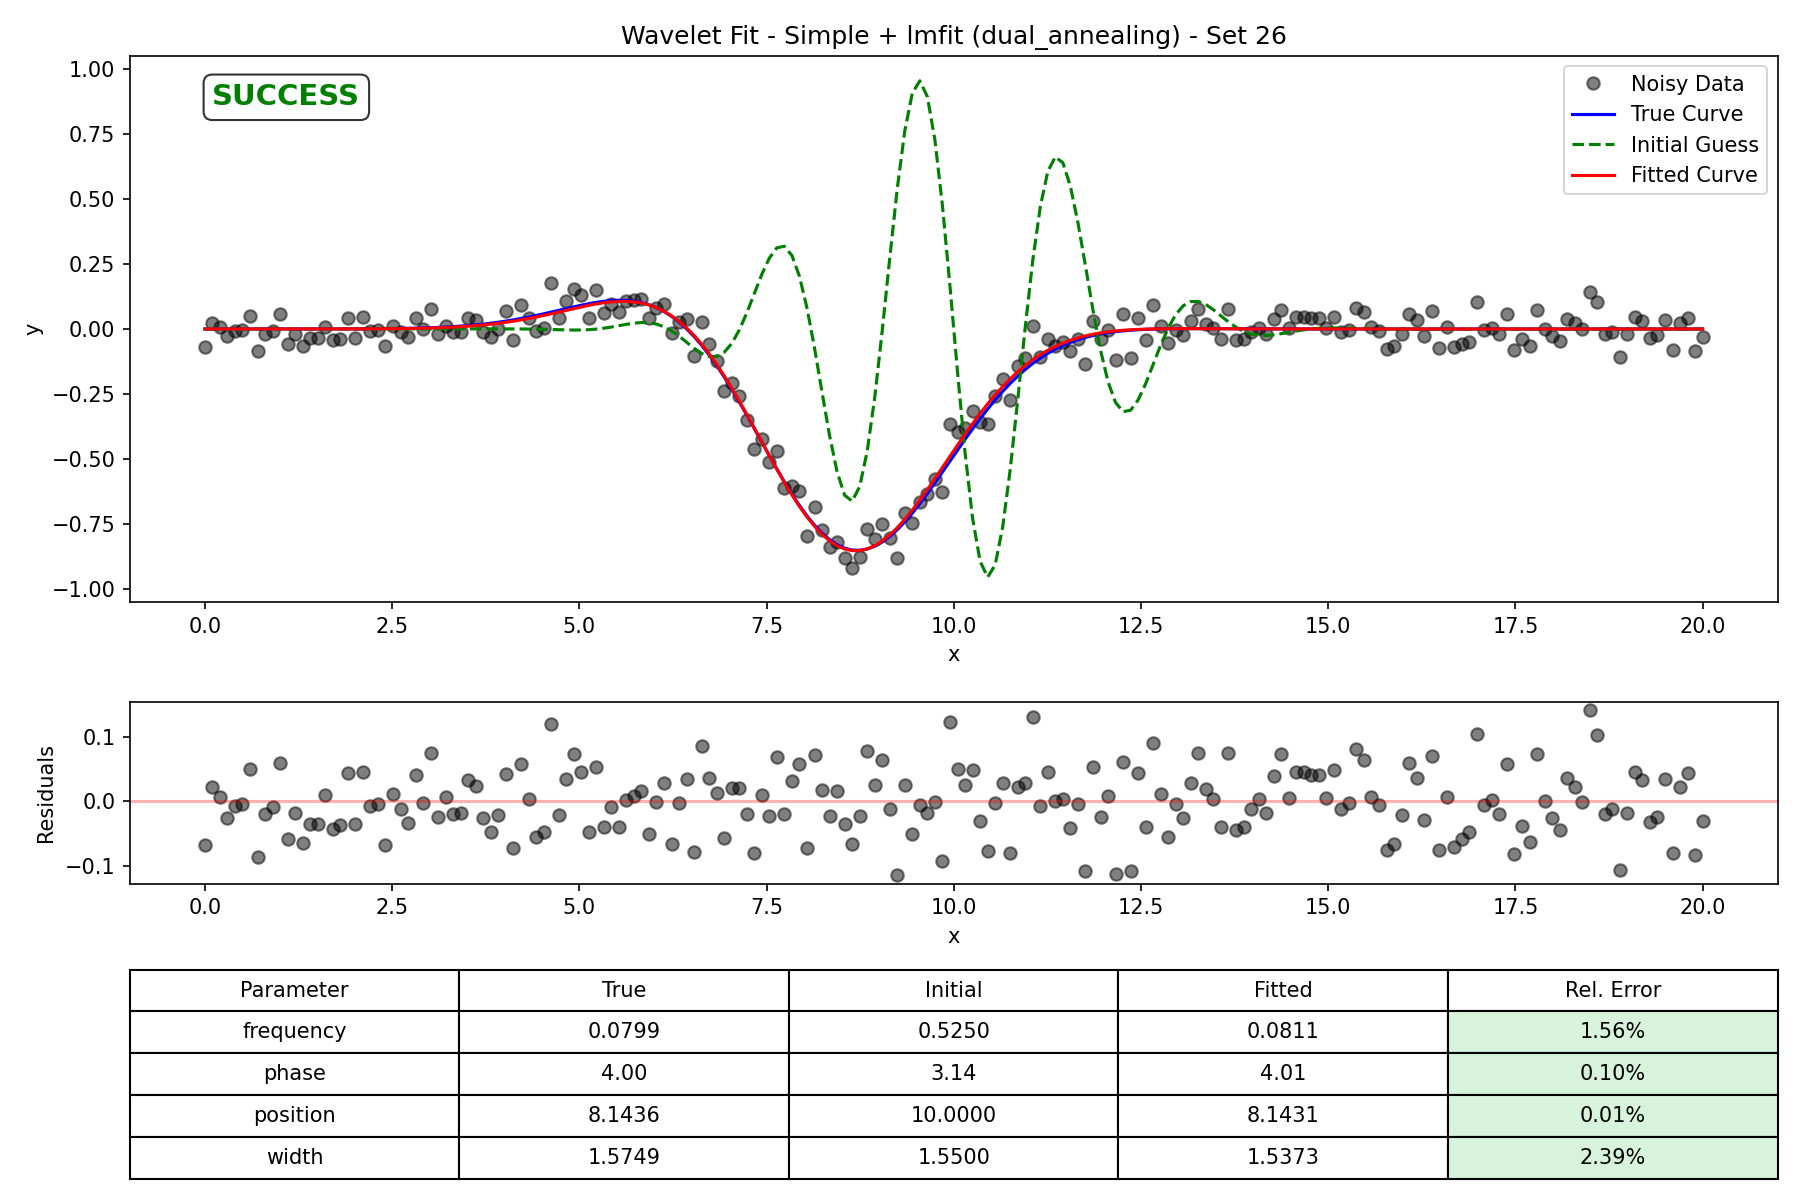 Wavelet Fit - Simple + lmfit (dual_annealing) - Set 26
SUCCESS
Noisy Data
True Curve
Initial Guess
Fitted Curve
y
1.00
0.75
0.50
0.25
0.00
−0.25
−0.50
−0.75
−1.00
0.0 2.5 5.0 7.5 10.0 12.5 15.0 17.5 20.0
x
Residuals
0.1
0.0
−0.1
0.0 2.5 5.0 7.5 10.0 12.5 15.0 17.5 20.0
x
Parameter True Initial Fitted Rel. Error
frequency 0.0799 0.5250 0.0811 1.56%
phase 4.00 3.14 4.01 0.10%
position 8.1436 10.0000 8.1431 0.01%
width 1.5749 1.5500 1.5373 2.39%